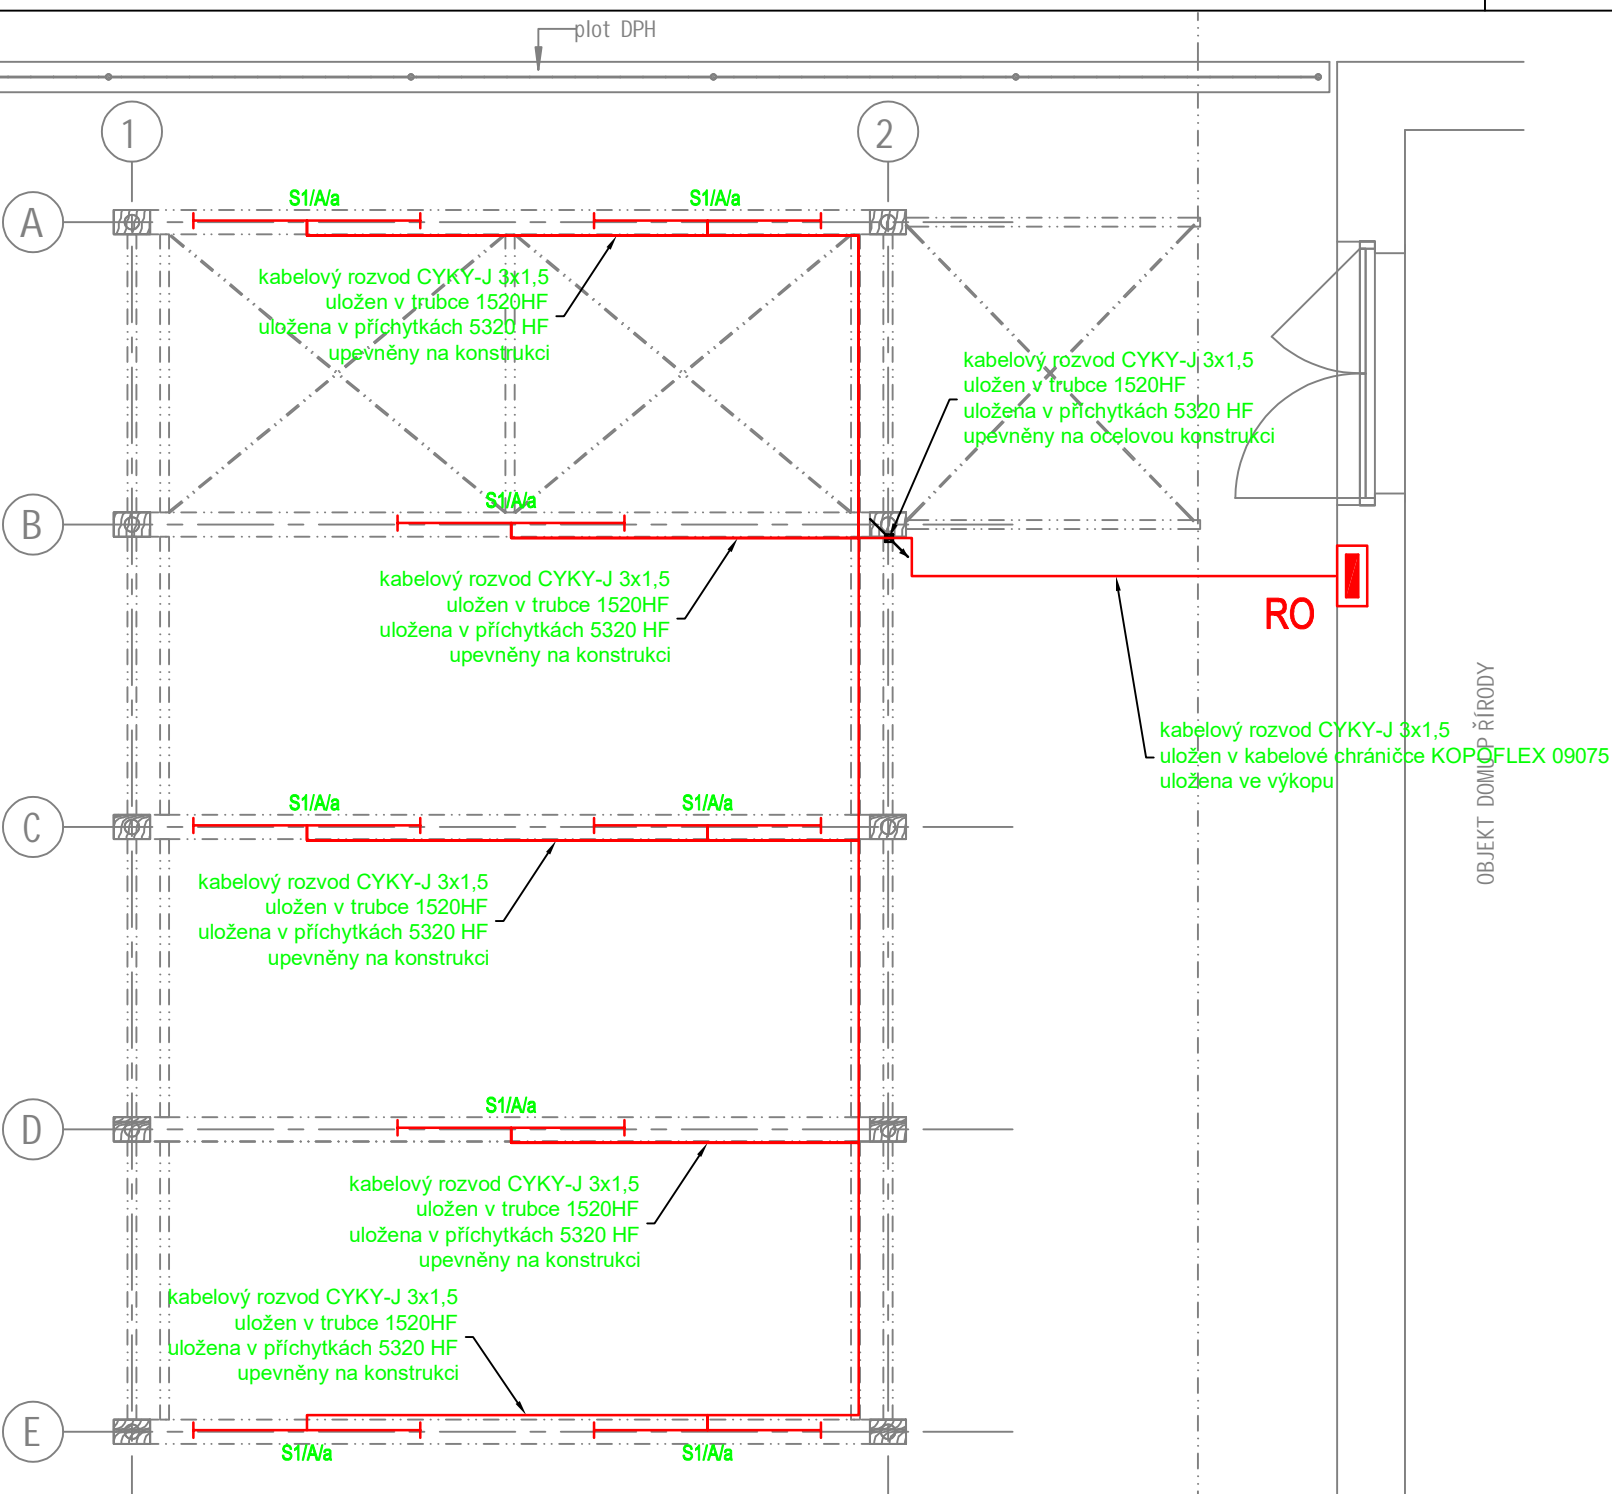 plot DPH
1
2
A
S1/A/a
S1/A/a
kabelový rozvod CYKY-J 3x1,5
uložen v trubce 1520HF
uložena v příchytkách 5320 HF
upevněny na konstrukci
kabelový rozvod CYKY-J 3x1,5
uložen v trubce 1520HF
uložena v příchytkách 5320 HF
upevněny na ocelovou konstrukci
B
S1/A/a
kabelový rozvod CYKY-J 3x1,5
uložen v trubce 1520HF
uložena v příchytkách 5320 HF
upevněny na konstrukci
RO
kabelový rozvod CYKY-J 3x1,5
uložen v kabelové chráničce KOPOFLEX 09075
uložena ve výkopu
OBJEKT DOMU PŘÍRODY
C
S1/A/a
S1/A/a
kabelový rozvod CYKY-J 3x1,5
uložen v trubce 1520HF
uložena v příchytkách 5320 HF
upevněny na konstrukci
D
S1/A/a
kabelový rozvod CYKY-J 3x1,5
uložen v trubce 1520HF
uložena v příchytkách 5320 HF
upevněny na konstrukci
kabelový rozvod CYKY-J 3x1,5
uložen v trubce 1520HF
uložena v příchytkách 5320 HF
upevněny na konstrukci
E
S1/A/a
S1/A/a